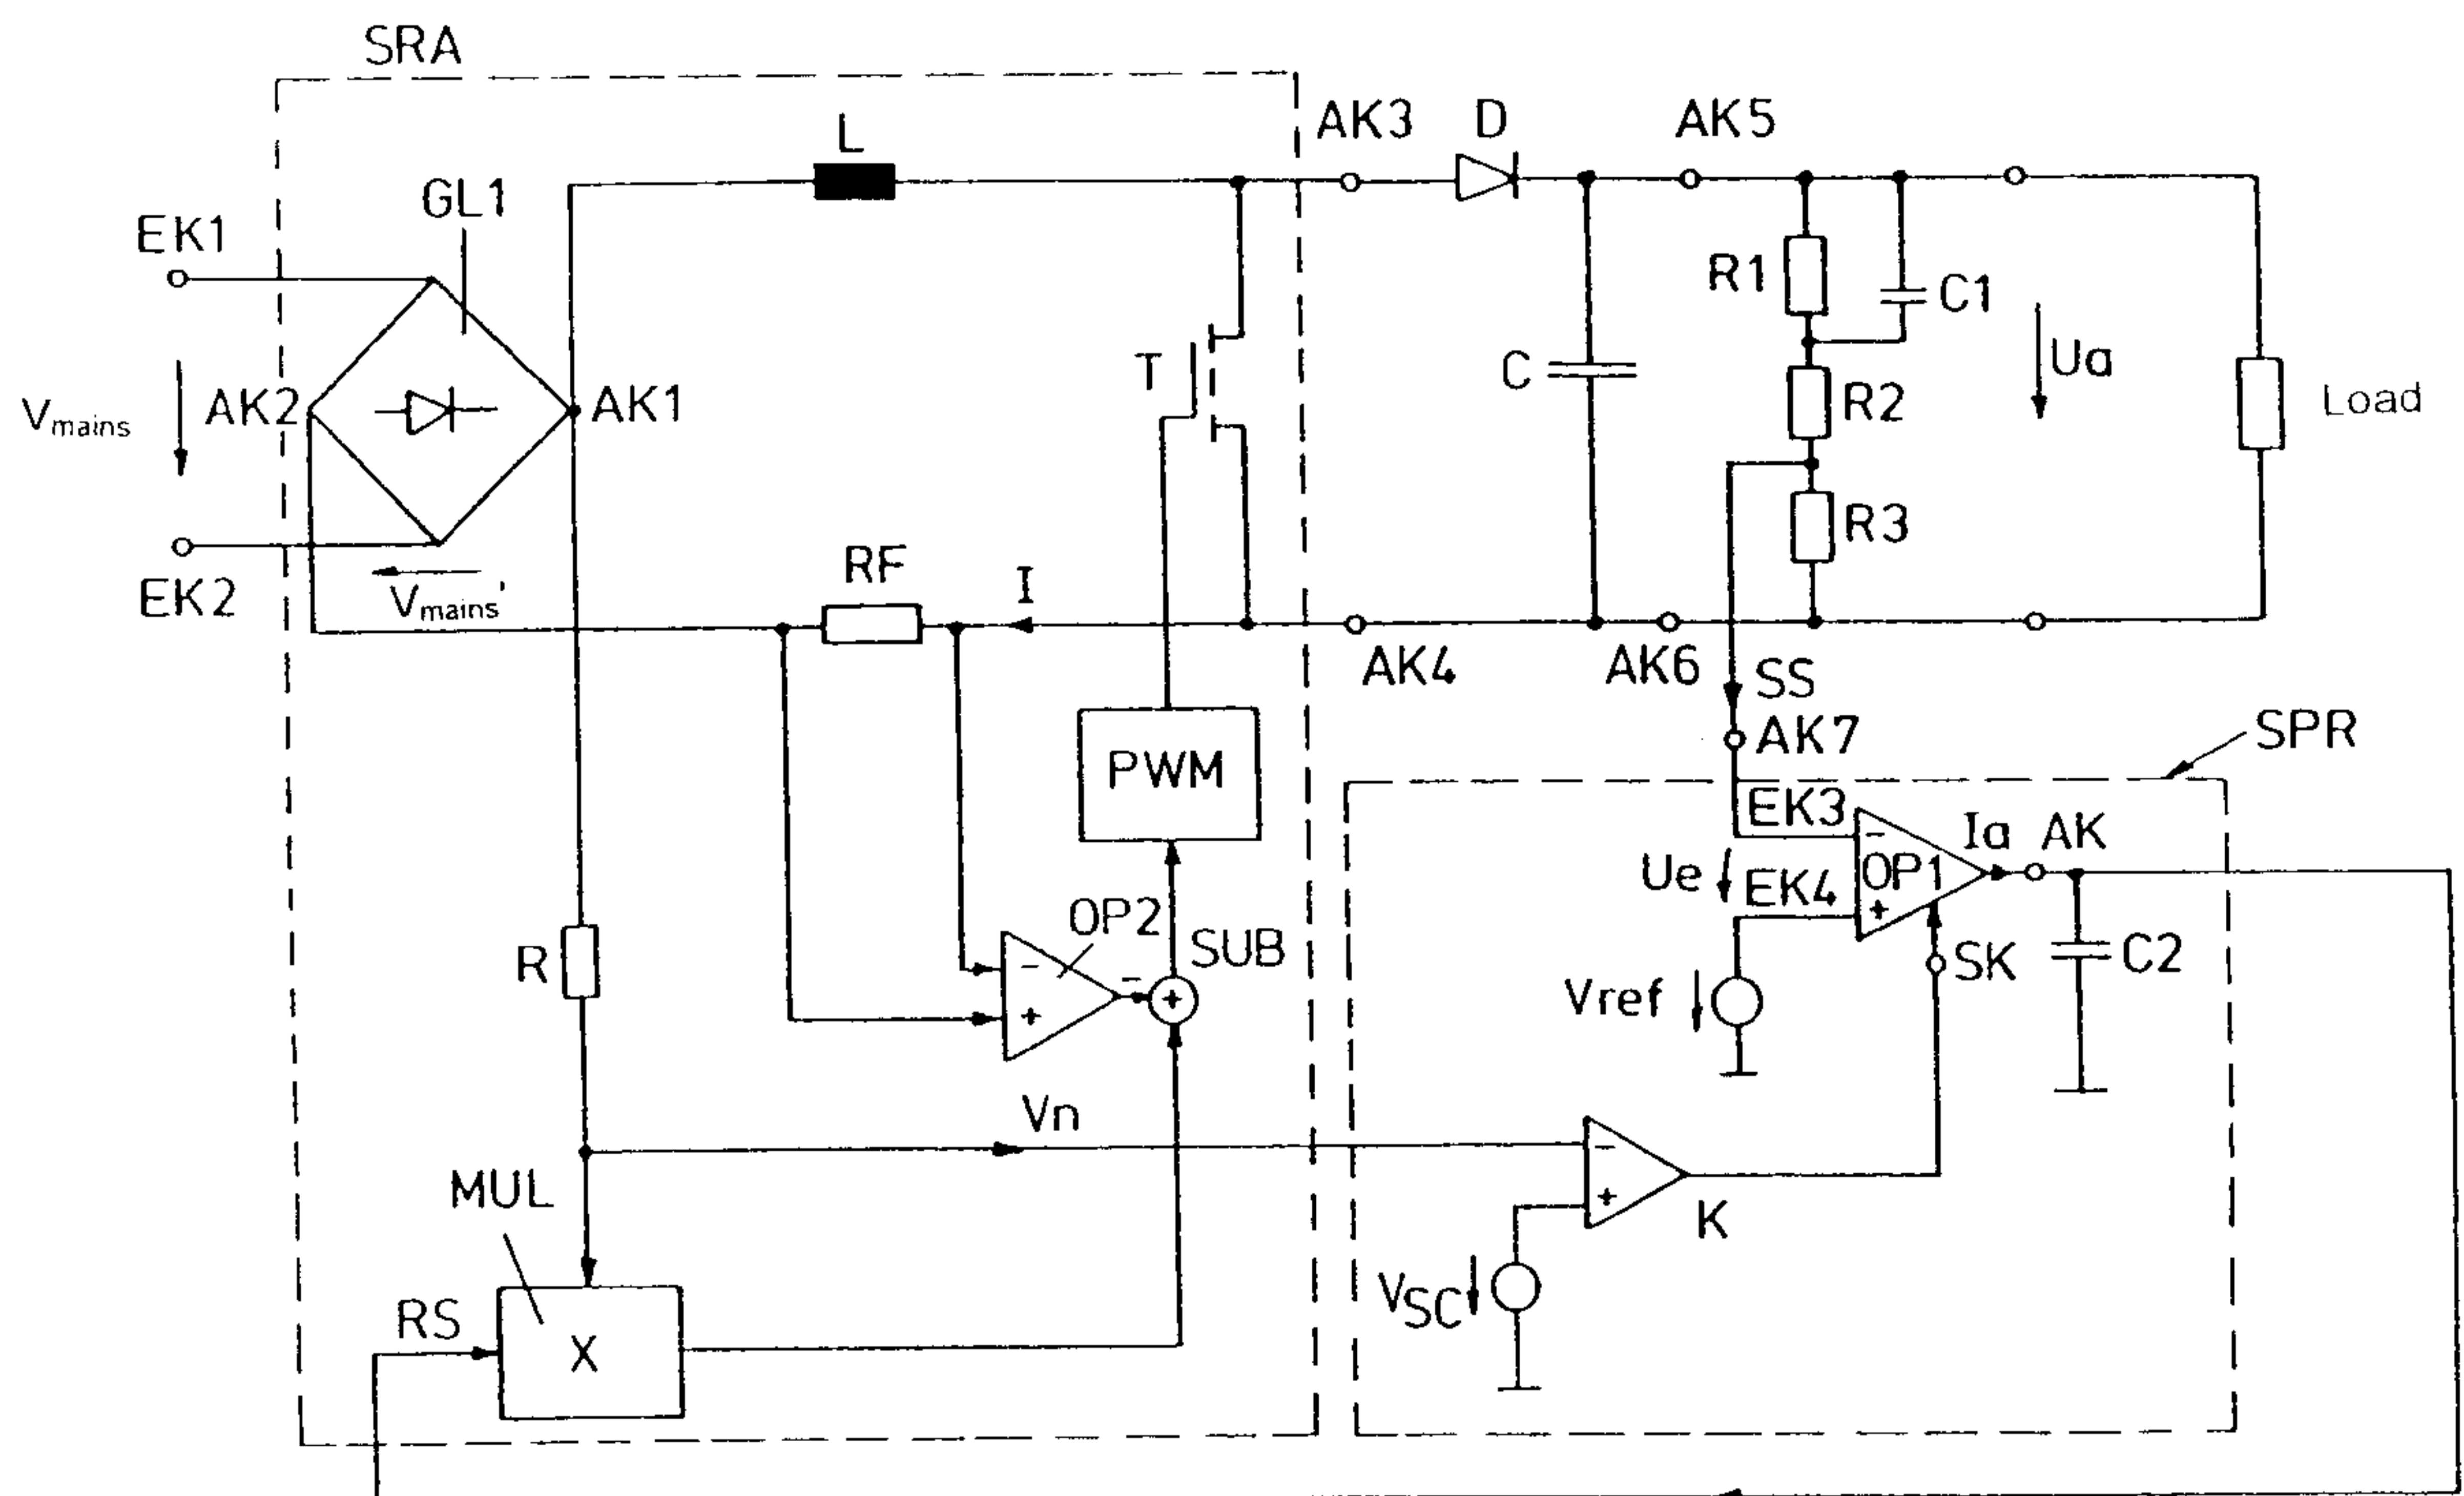 SRA
AK3
D
AK5
L
GL1
EK1
R1
C1
T
C
Ua
Vmains
AK2
AK1
R2
Load
R3
EK2
Vmains'
RF
I
AK4
AK6
SS
AK7
SPR
PWM
EK3
-
Ia
AK
Ue
EK4
OP1
+
OP2
-
SUB
R
-
+
+
SK
C2
Vref
Vn
-
MUL
+
K
VSC
RS
X